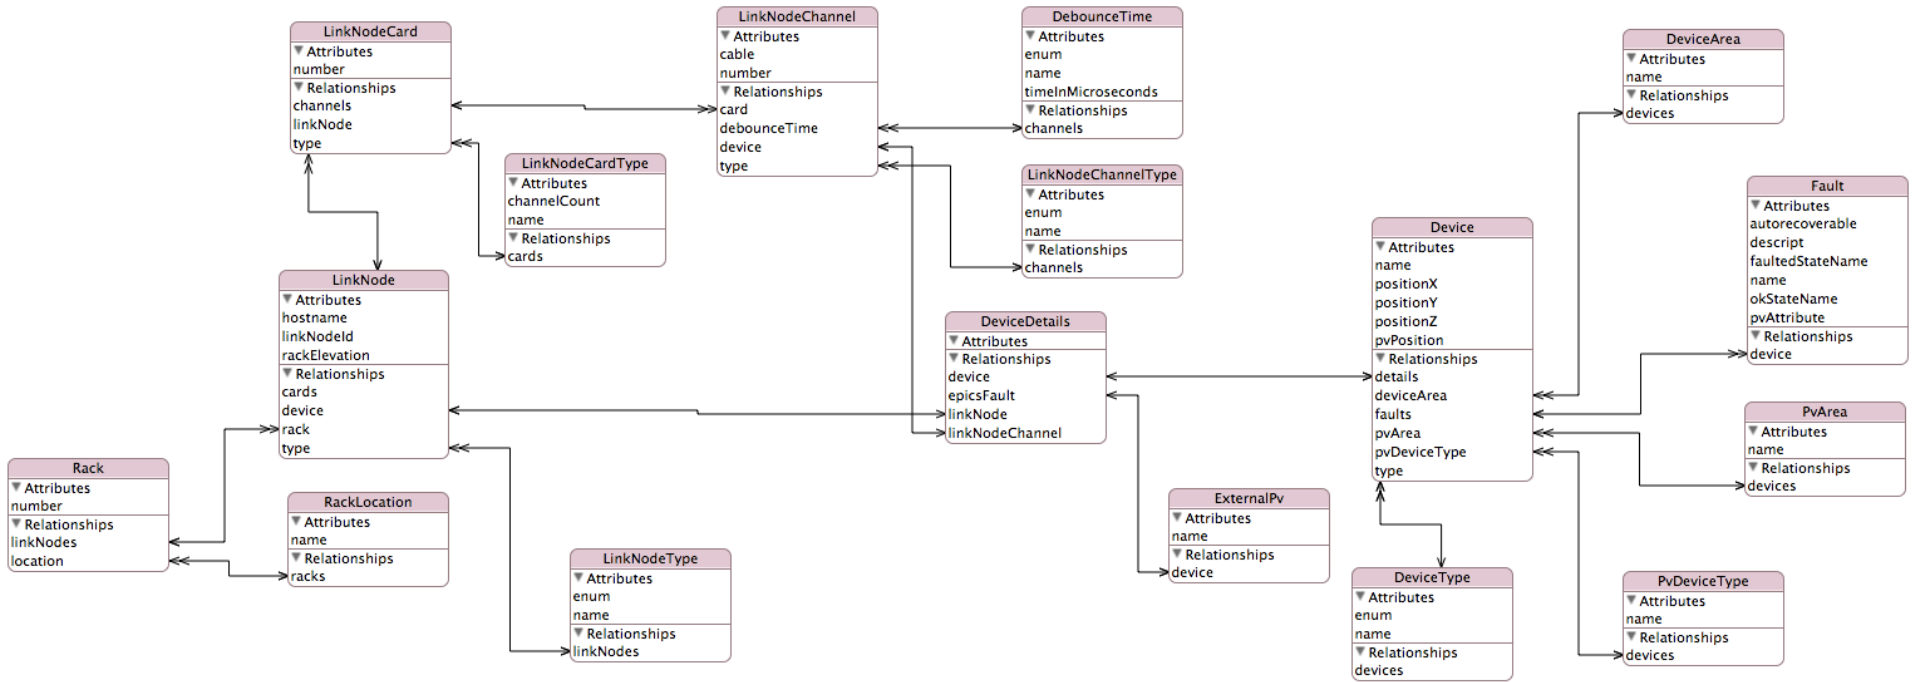 LinkNodeCard
Attributes
number
Relationships
channels
linkNode
type
LinkNodeChannel
Attributes
cable
number
Relationships
card
debounceTime
device
type
DebounceTime
Attributes
enum
name
timeInMicroseconds
Relationships
channels
DeviceArea
Attributes
name
Relationships
devices
LinkNodeCardType
Attributes
channelCount
name
Relationships
cards
LinkNodeChannelType
Attributes
enum
name
Relationships
channels
Fault
Attributes
autorecoverable
descript
faultedStateName
name
okStateName
pvAttribute
Relationships
device
Device
Attributes
name
positionX
positionY
positionZ
pvPosition
Relationships
details
deviceArea
faults
pvArea
pvDeviceType
type
LinkNode
Attributes
hostname
linkNodeId
rackElevation
Relationships
cards
device
rack
type
DeviceDetails
Attributes
Relationships
device
epicsFault
linkNode
linkNodeChannel
PvArea
Attributes
name
Relationships
devices
Rack
Attributes
number
Relationships
linkNodes
location
RackLocation
Attributes
name
Relationships
racks
ExternalPv
Attributes
name
Relationships
device
LinkNodeType
Attributes
enum
name
Relationships
linkNodes
DeviceType
Attributes
enum
name
Relationships
devices
PvDeviceType
Attributes
name
Relationships
devices